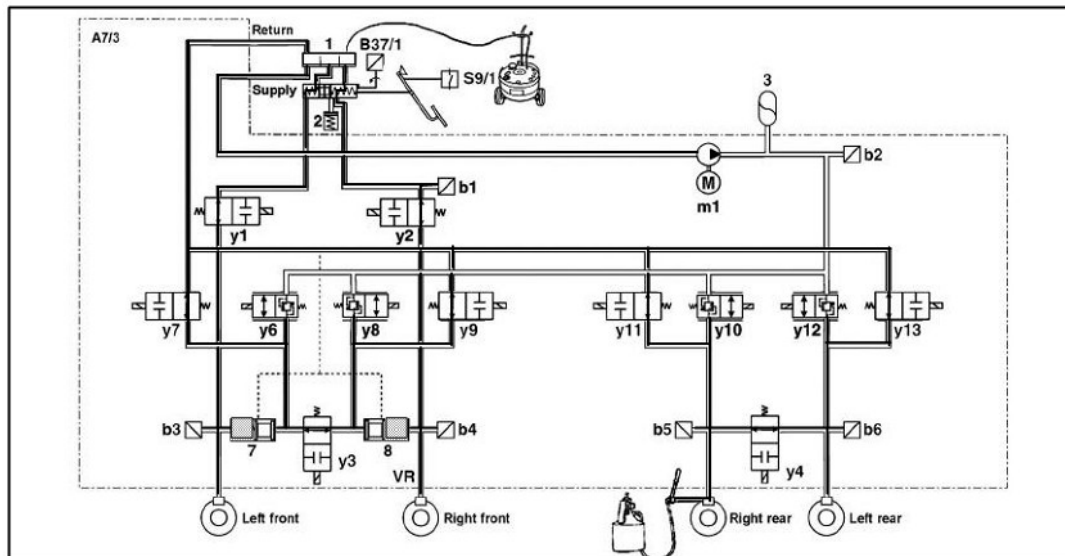 A7/3
Return
1
B37/1
S9/1
Supply
2
3
b2
M
m1
b1
y1
y2
y7
y6
y8
y9
y11
y10
y12
y13
b3
7
y3
8
b4
b5
y4
b6
VR
Left front
Right front
Right rear
Left rear